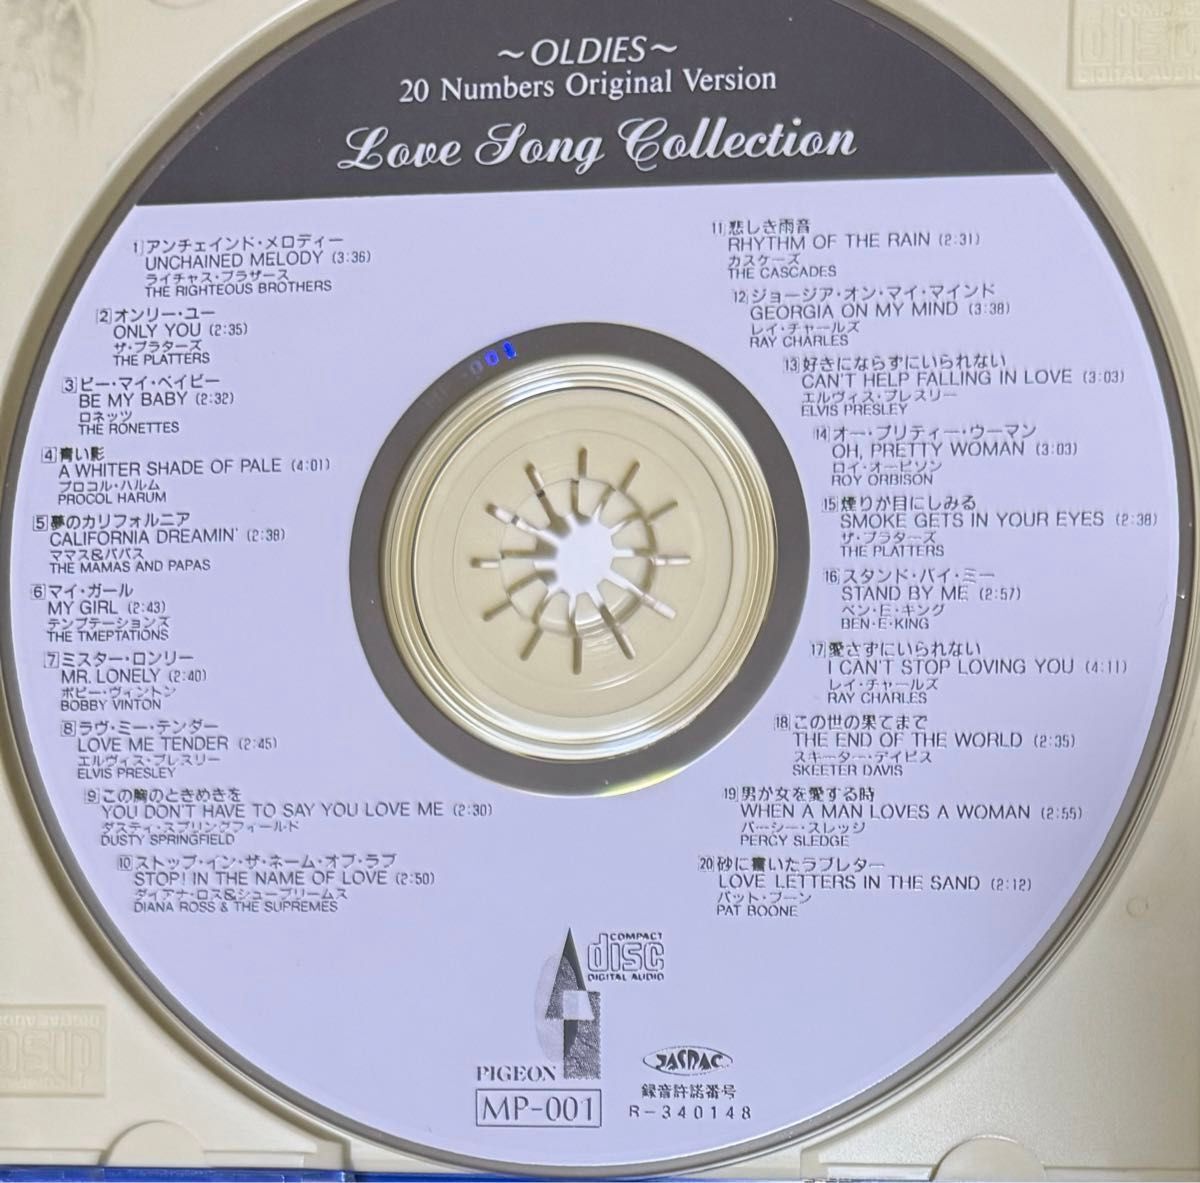 ~OLDIES~
20 Numbers Original Version
Love Song Collection
1 アンチェインド・メロディー
UNCHAINED MELODY (3:36)
ライチャス・ブラザース
THE RIGHTEOUS BROTHERS
2 オンリー・ユー
ONLY YOU (2:35)
ザ・プラターズ
THE PLATTERS
3 ビー・マイ・ベイビー
BE MY BABY (2:32)
ロネッツ
THE RONETTES
4 青い影
A WHITER SHADE OF PALE (4:01)
プロコル・ハルム
PROCOL HARUM
5 夢のカリフォルニア
CALIFORNIA DREAMIN' (2:38)
ママス&パパス
THE MAMAS AND PAPAS
6 マイ・ガール
MY GIRL (2:43)
テンプテーションズ
THE TMEPTATIONS
7 ミスター・ロンリー
MR. LONELY (2:40)
ボビー・ヴィントン
BOBBY VINTON
8 ラヴ・ミー・テンダー
LOVE ME TENDER (2:45)
エルヴィス・プレスリー
ELVIS PRESLEY
9 この胸のときめきを
YOU DON'T HAVE TO SAY YOU LOVE ME (2:30)
ダスティ・スプリングフィールド
DUSTY SPRINGFIELD
10 ストップ・イン・ザ・ネーム・オブ・ラブ
STOP! IN THE NAME OF LOVE (2:50)
ダイアナ・ロス&シュープリームス
DIANA ROSS & THE SUPREMES
11 悲しき雨音
RHYTHM OF THE RAIN (2:31)
カスケーズ
THE CASCADES
12 ジョージア・オン・マイ・マインド
GEORGIA ON MY MIND (3:38)
レイ・チャールズ
RAY CHARLES
13 好きにならずにいられない
CAN'T HELP FALLING IN LOVE (3:03)
エルヴィス・プレスリー
ELVIS PRESLEY
14 オー・プリティー・ウーマン
OH, PRETTY WOMAN (3:03)
ロイ・オービソン
ROY ORBISON
15 煙りが目にしみる
SMOKE GETS IN YOUR EYES (2:38)
ザ・プラターズ
THE PLATTERS
16 スタンド・バイ・ミー
STAND BY ME (2:57)
ベン・E・キング
BEN・E・KING
17 愛さずにいられない
I CAN'T STOP LOVING YOU (4:11)
レイ・チャールズ
RAY CHARLES
18 この世の果てまで
THE END OF THE WORLD (2:35)
スキーター・デイビス
SKEETER DAVIS
19 男が女を愛する時
WHEN A MAN LOVES A WOMAN (2:55)
パーシー・スレッジ
PERCY SLEDGE
20 砂に書いたラブレター
LOVE LETTERS IN THE SAND (2:12)
パット・ブーン
PAT BOONE
COMPACT
disc
DIGITAL AUDIO
PIGEON
MP-001
JASRAC
録音許諾番号
R-340148